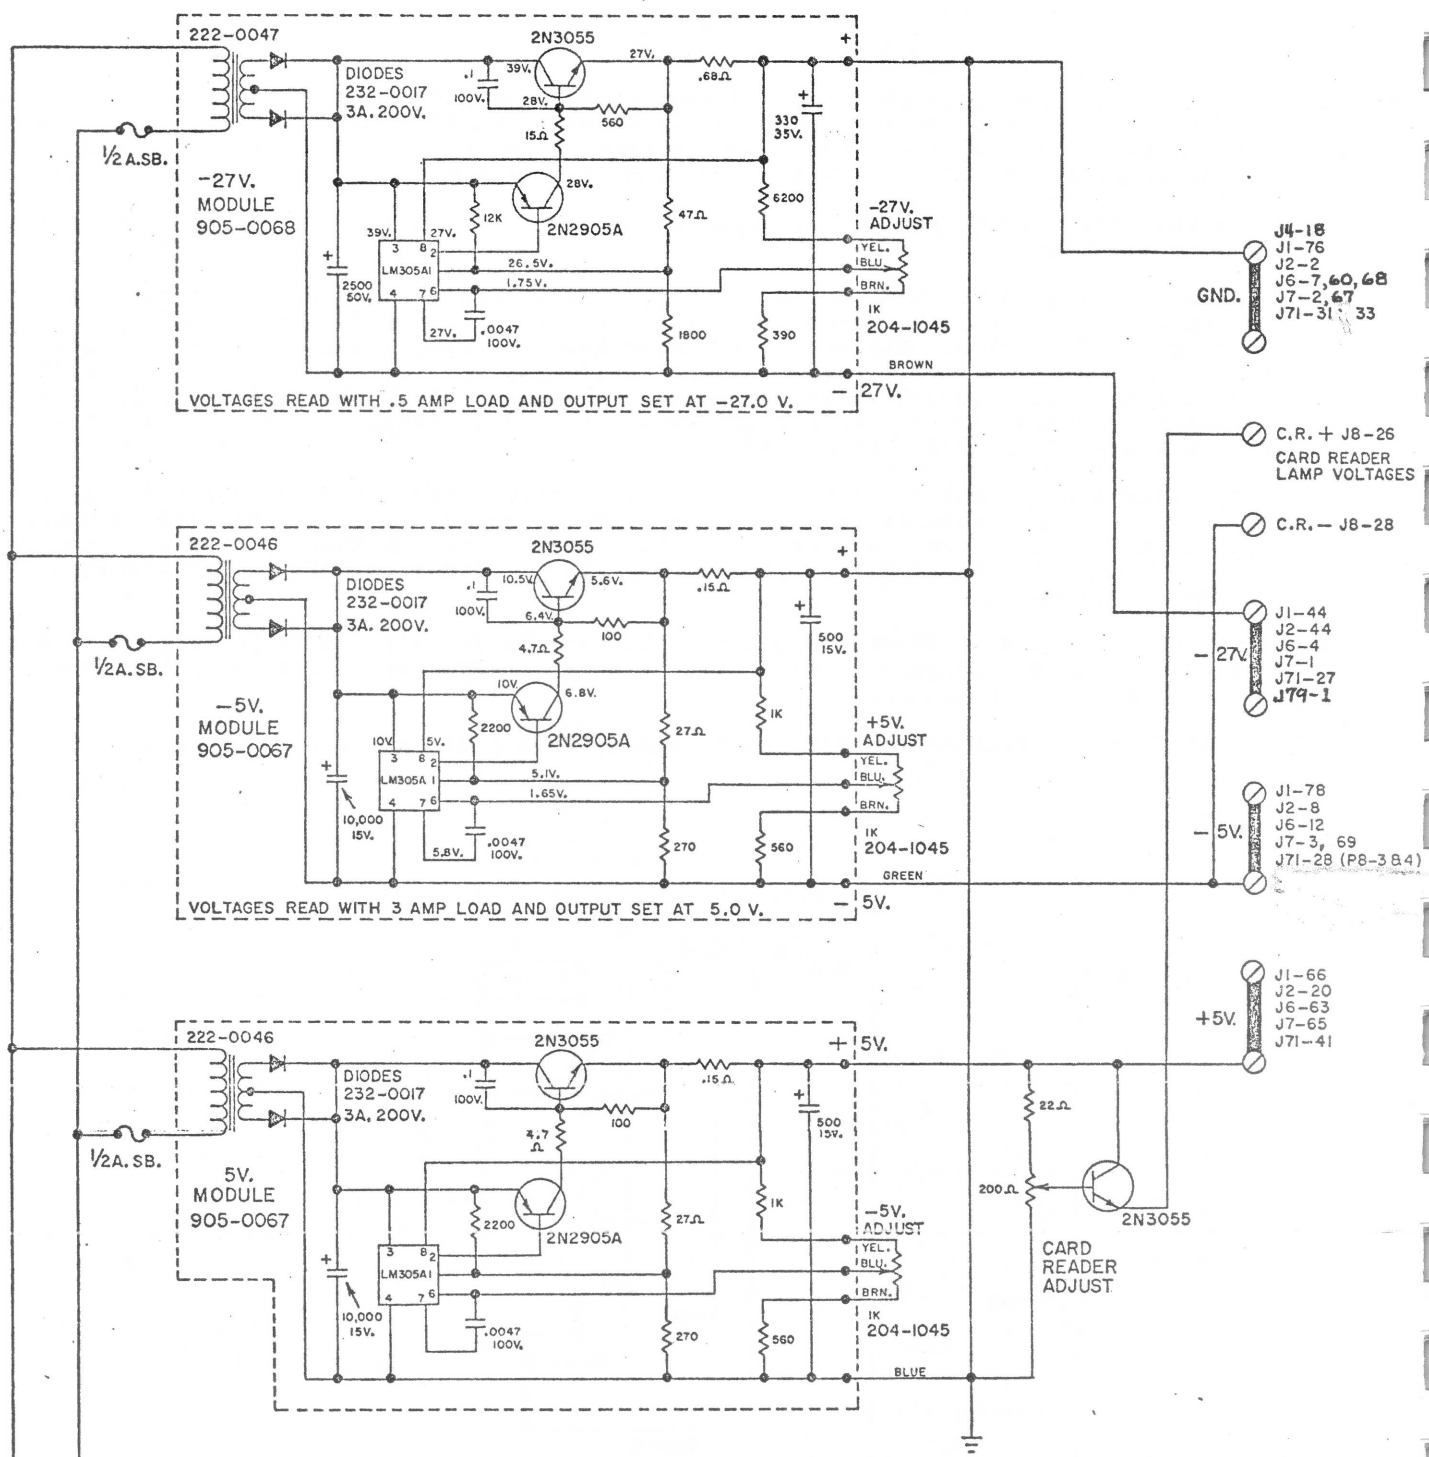 222-0047
2N3055
DIODES
232-0017
3A. 200V.
39V.
27V.
.1
100V.
28V.
560
.68Ω
+
+
330
35V.
15Ω
½A.SB.
-27V.
MODULE
905-0068
28V.
2N2905A
12K
47Ω
6200
-27V.
ADJUST
YEL.
BLU.
BRN.
1K
204-1045
39V.
27V.
3
8
2
LM305A
1
4
7
6
26.5V.
1.75V.
+
2500
50V.
27V.
.0047
100V.
1800
390
BROWN
- 27V.
VOLTAGES READ WITH .5 AMP LOAD AND OUTPUT SET AT -27.0 V.
GND.
J4-18
J1-76
J2-2
J6-7,60,68
J7-2,67
J71-31, 33
C.R. + J8-26
CARD READER
LAMP VOLTAGES
C.R. - J8-28
222-0046
2N3055
DIODES
232-0017
3A. 200V.
10.5V.
5.6V.
.1
100V.
6.4V.
100
.15Ω
+
+
500
15V.
4.7Ω
½A. SB.
-5V.
MODULE
905-0067
10V.
6.8V.
2N2905A
2200
27Ω
1K
+5V.
ADJUST
YEL.
BLU.
BRN.
1K
204-1045
10V.
5V.
3
8
2
LM305A
1
4
7
6
5.1V.
1.65V.
+
10,000
15V.
5.8V.
.0047
100V.
270
560
GREEN
- 5V.
VOLTAGES READ WITH 3 AMP LOAD AND OUTPUT SET AT 5.0 V.
- 27V.
J1-44
J2-44
J6-4
J7-1
J71-27
J79-1
- 5V.
J1-78
J2-8
J6-12
J7-3, 69
J71-28 (P8-3&4)
222-0046
2N3055
DIODES
232-0017
3A. 200V.
.1
100V.
100
.15Ω
+ 5V.
+
500
15V.
4.7
Ω
½A. SB.
5V.
MODULE
905-0067
2N2905A
2200
27Ω
1K
-5V.
ADJUST
YEL.
BLU.
BRN.
1K
204-1045
3
8
2
LM305A
1
4
7
6
+
10,000
15V.
.0047
100V.
270
560
BLUE
+5V.
J1-66
J2-20
J6-63
J7-65
J71-41
22Ω
200Ω
2N3055
CARD
READER
ADJUST